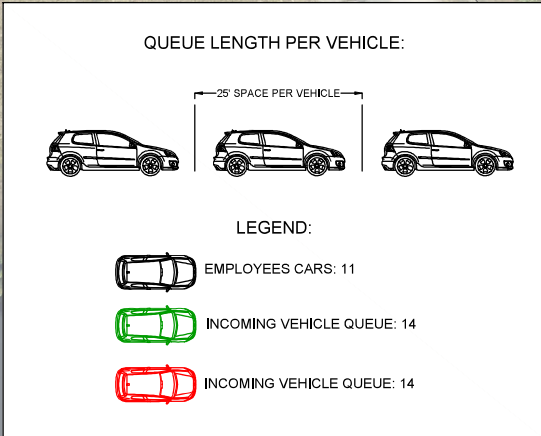 QUEUE LENGTH PER VEHICLE:
25' SPACE PER VEHICLE
LEGEND:
EMPLOYEES CARS: 11
INCOMING VEHICLE QUEUE: 14
INCOMING VEHICLE QUEUE: 14